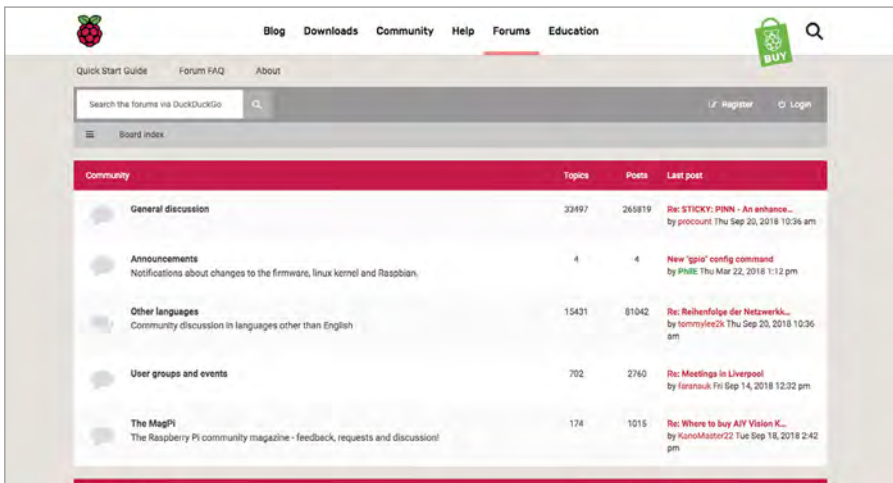 Blog Downloads Community Help Forums Education
BUY
Quick Start Guide Forum FAQ About
Search the forums via DuckDuckGo Register Login
Board index
Community Topics Posts Last post
General discussion 33497 265819 Re: STICKY: PINN - An enhance...
by procount Thu Sep 20, 2018 10:36 am
Announcements 4 4 New 'gpio' config command
Notifications about changes to the firmware, linux kernel and Raspbian. by PhilE Thu Mar 22, 2018 1:12 pm
Other languages 15431 81042 Re: Reihenfolge der Netzwerkk...
Community discussion in languages other than English by tommylee2k Thu Sep 20, 2018 10:36
am
User groups and events 702 2760 Re: Meetings in Liverpool
by faransuk Fri Sep 14, 2018 12:32 pm
The MagPi 174 1015 Re: Where to buy AIY Vision K...
The Raspberry Pi community magazine - feedback, requests and discussion! by KanoMaster22 Tue Sep 18, 2018 2:42
pm